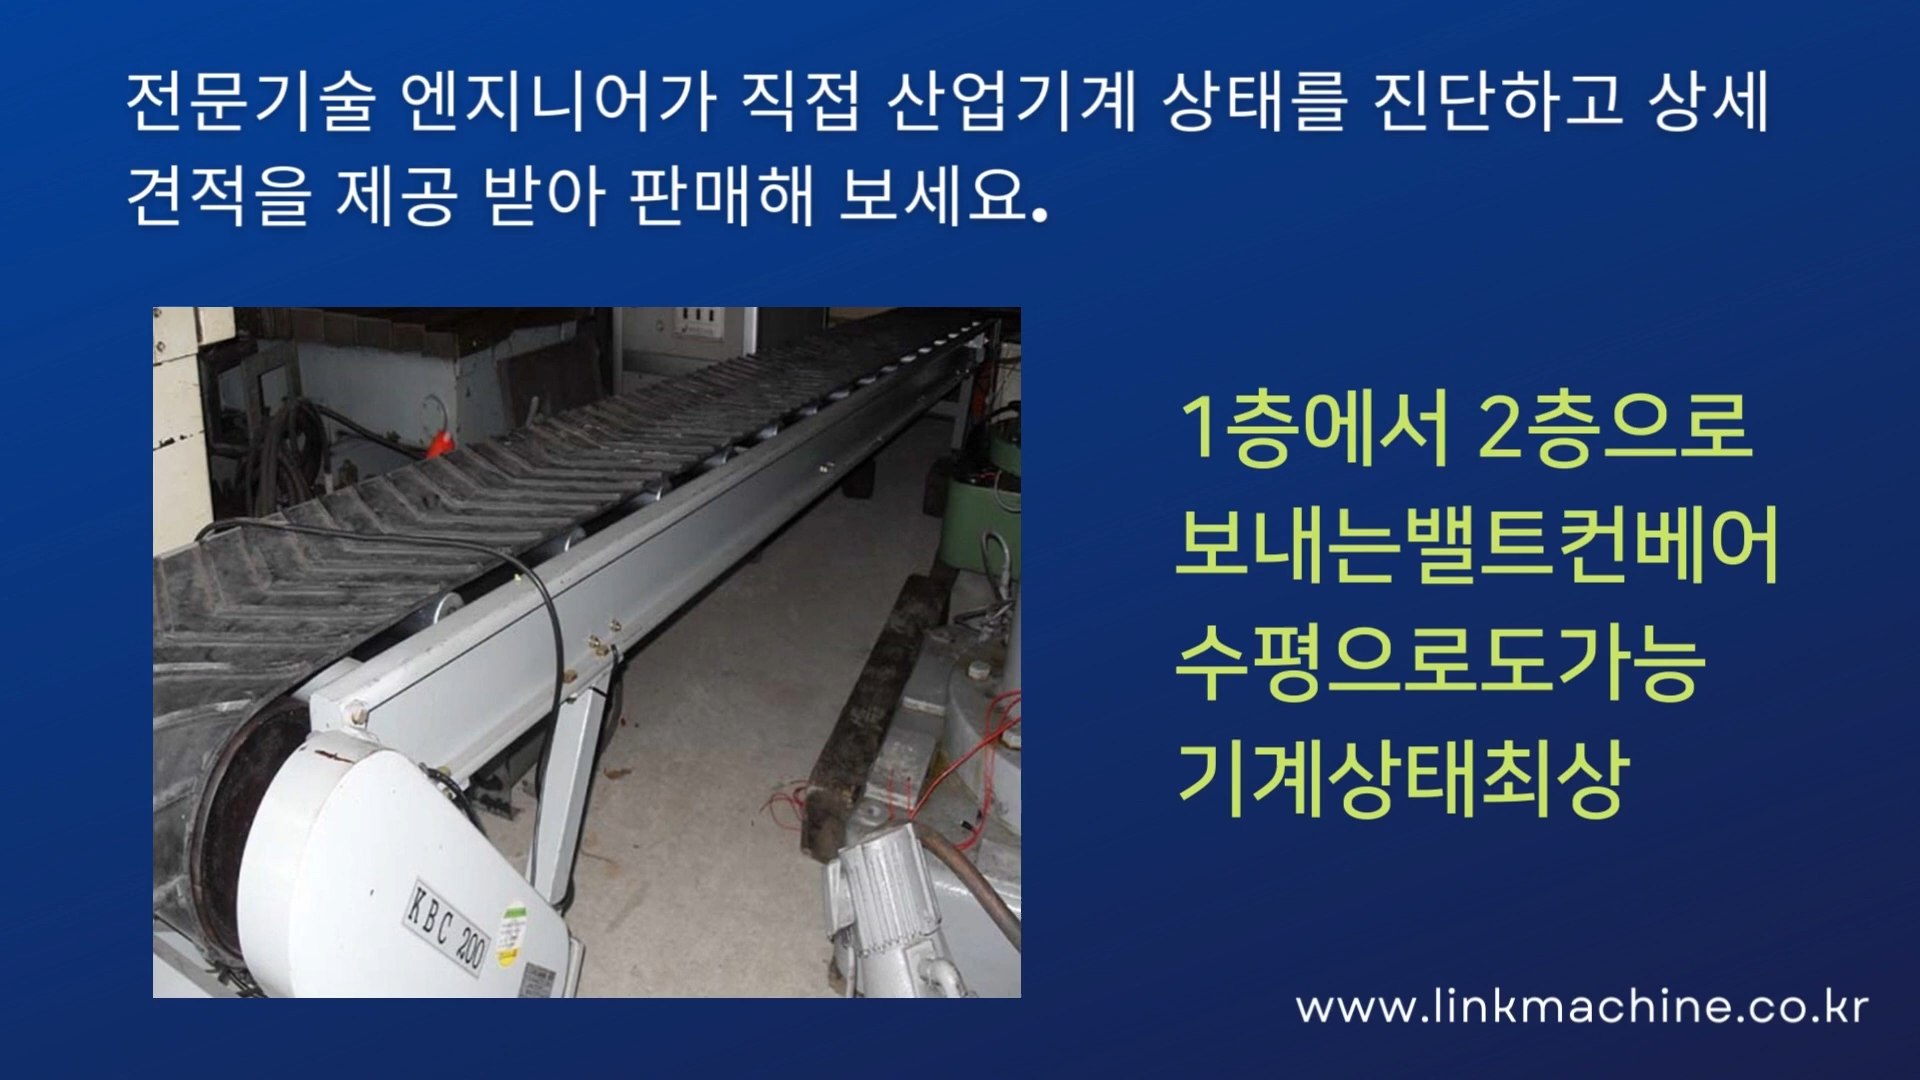 전문기술 엔지니어가 직접 산업기계 상태를 진단하고 상세
견적을 제공 받아 판매해 보세요.
1층에서 2층으로
보내는밸트컨베어
수평으로도가능
기계상태최상
KBC 200
www.linkmachine.co.kr